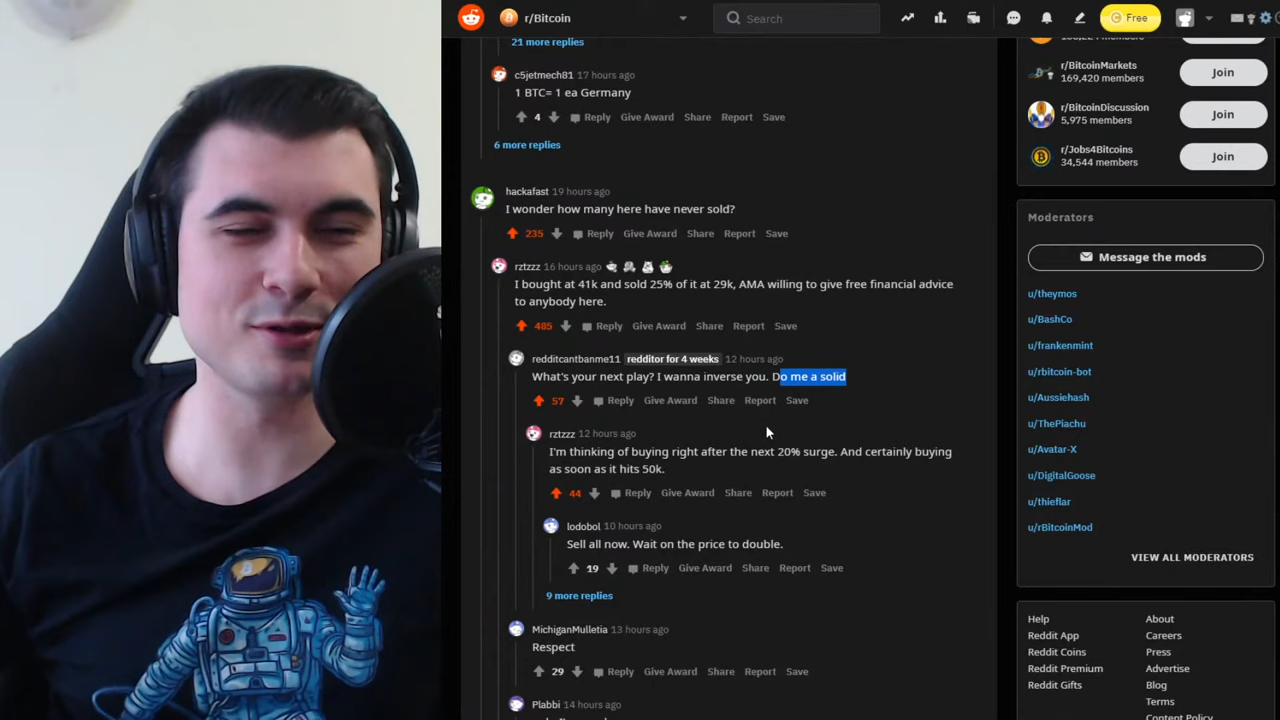 r/Bitcoin
Search
Free
21 more replies
c5jetmech81 17 hours ago
1 BTC= 1 ea Germany
4 Reply Give Award Share Report Save
6 more replies
hackafast 19 hours ago
I wonder how many here have never sold?
235 Reply Give Award Share Report Save
rztzzz 16 hours ago
I bought at 41k and sold 25% of it at 29k, AMA willing to give free financial advice
to anybody here.
485 Reply Give Award Share Report Save
redditcantbanme11 redditor for 4 weeks 12 hours ago
What's your next play? I wanna inverse you. Do me a solid
57 Reply Give Award Share Report Save
rztzzz 12 hours ago
I'm thinking of buying right after the next 20% surge. And certainly buying
as soon as it hits 50k.
44 Reply Give Award Share Report Save
lodobol 10 hours ago
Sell all now. Wait on the price to double.
19 Reply Give Award Share Report Save
9 more replies
MichiganMulletia 13 hours ago
Respect
29 Reply Give Award Share Report Save
Plabbi 14 hours ago
r/BitcoinMarkets
169,420 members
Join
r/BitcoinDiscussion
5,975 members
Join
r/Jobs4Bitcoins
34,544 members
Join
Moderators
Message the mods
u/theymos
u/BashCo
u/frankenmint
u/rbitcoin-bot
u/Aussiehash
u/ThePiachu
u/Avatar-X
u/DigitalGoose
u/thieflar
u/rBitcoinMod
VIEW ALL MODERATORS
Help About
Reddit App Careers
Reddit Coins Press
Reddit Premium Advertise
Reddit Gifts Blog
Terms
Content Policy